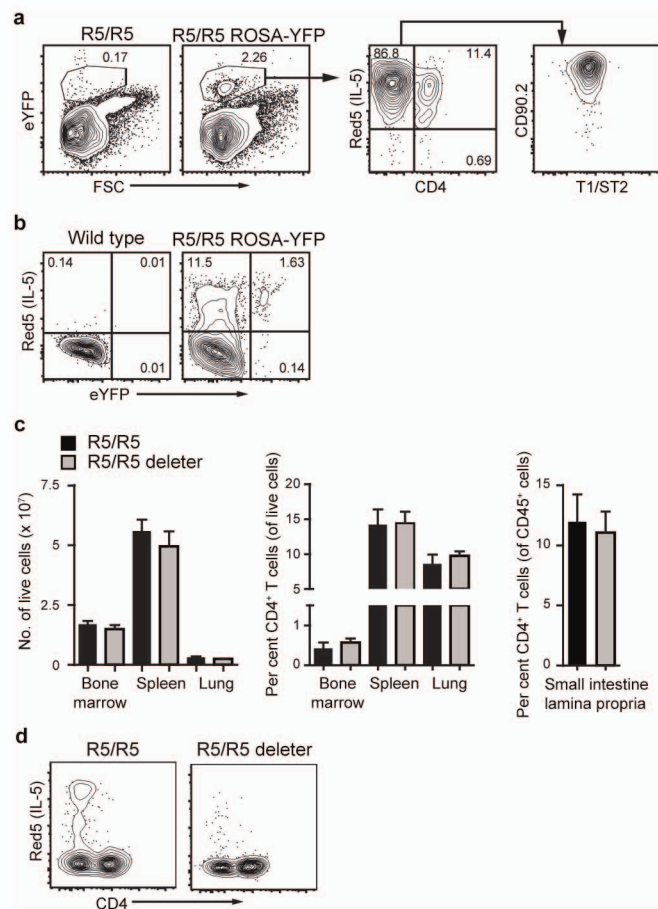 a
R5/R5
R5/R5 ROSA-YFP
0.17
2.26
eYFP
FSC
86.8
11.4
0.69
Red5 (IL-5)
CD4
CD90.2
T1/ST2
b
Wild type
R5/R5 ROSA-YFP
0.14
0.01
0.01
11.5
1.63
0.14
Red5 (IL-5)
eYFP
c
R5/R5
R5/R5 deleter
No. of live cells (x 10⁷)
7.5
5
2.5
0
Bone marrow
Spleen
Lung
Per cent CD4⁺ T cells (of live cells)
20
15
10
1
0
Bone marrow
Spleen
Lung
Per cent CD4⁺ T cells (of CD45⁺ cells)
15
10
5
0
Small intestine
lamina propria
d
R5/R5
R5/R5 deleter
Red5 (IL-5)
CD4